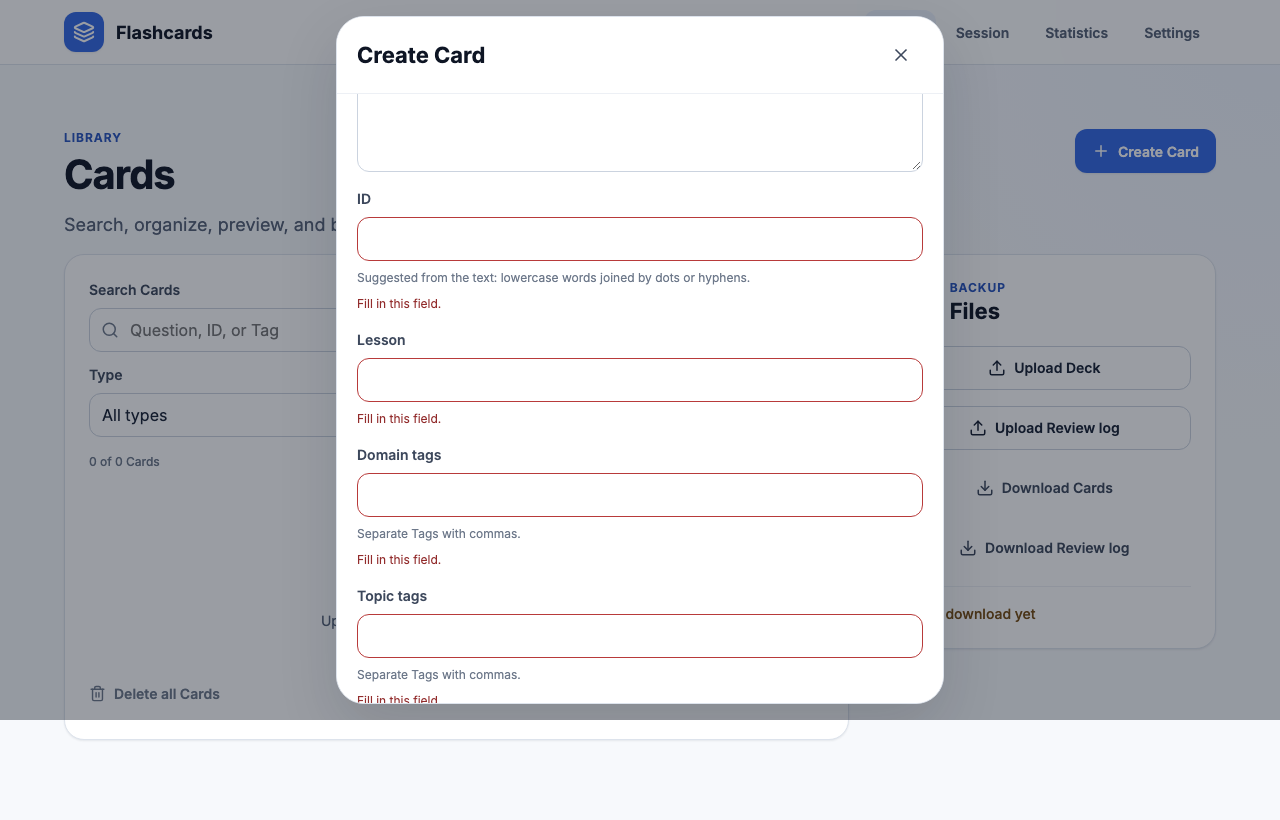 Flashcards
Session
Statistics
Settings
Create Card
LIBRARY
Cards
Search, organize, preview, and
Create Card
Search Cards
Question, ID, or Tag
Type
All types
0 of 0 Cards
Delete all Cards
ID
Suggested from the text: lowercase words joined by dots or hyphens.
Fill in this field.
Lesson
Fill in this field.
Domain tags
Separate Tags with commas.
Fill in this field.
Topic tags
Separate Tags with commas.
Fill in this field.
BACKUP
Files
Upload Deck
Upload Review log
Download Cards
Download Review log
download yet